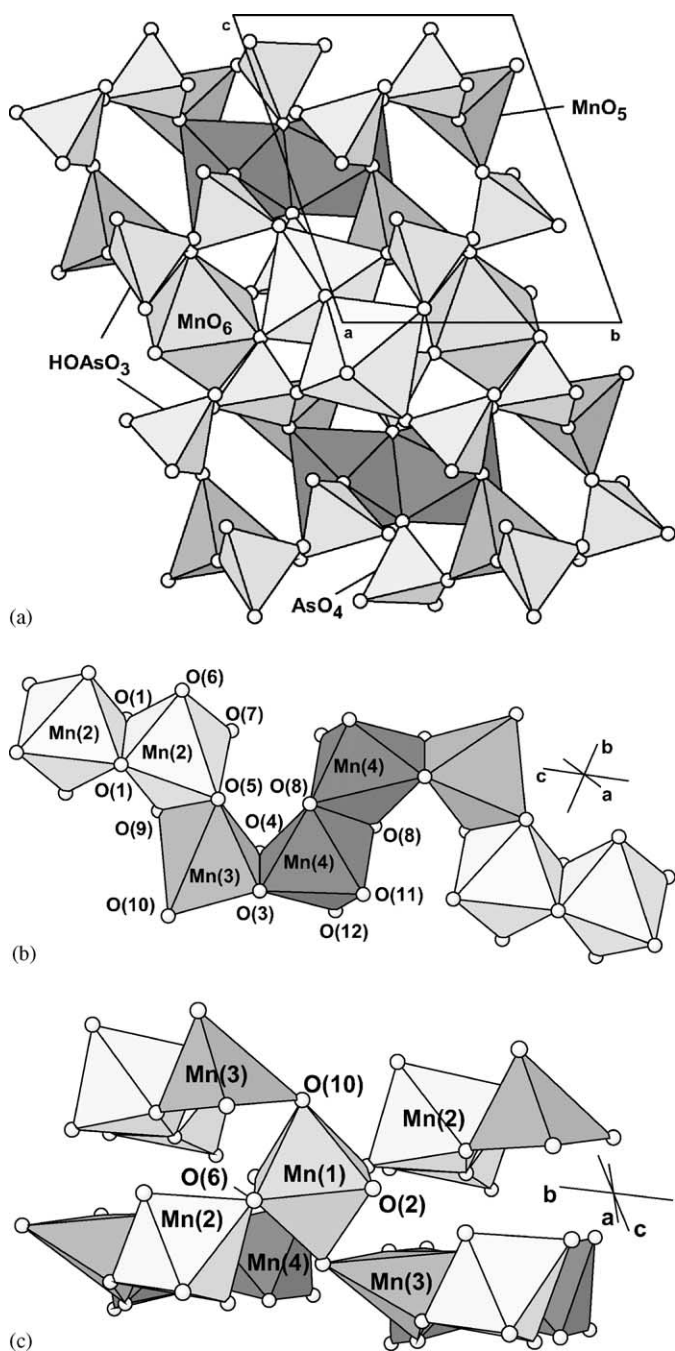 c
MnO5
MnO6
a
b
HOAsO3
AsO4
(a)
O(6)
O(1)
O(7)
Mn(2)
Mn(2)
Mn(4)
b
c
a
O(1)
O(5)
O(8)
O(9)
O(4)
O(8)
Mn(3)
Mn(4)
O(10)
O(3)
O(11)
O(12)
(b)
Mn(3)
O(10)
Mn(2)
O(6)
Mn(1)
O(2)
b
a
c
Mn(2)
Mn(4)
Mn(3)
(c)